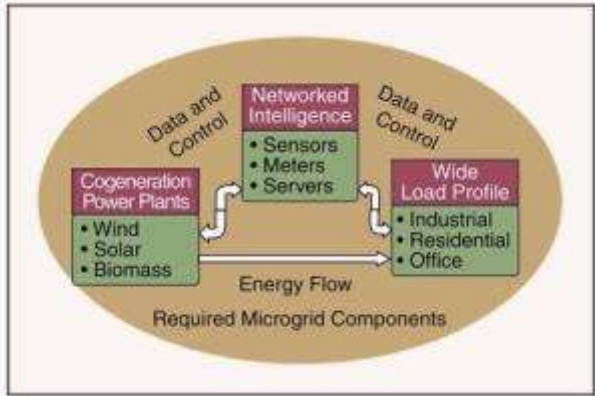 Data and
Control
Networked
Intelligence
• Sensors
• Meters
• Servers
Data and
Control
Cogeneration
Power Plants
• Wind
• Solar
• Biomass
Wide
Load Profile
• Industrial
• Residential
• Office
Energy Flow
Required Microgrid Components